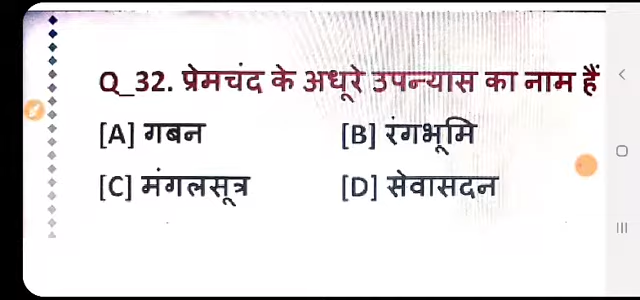 Q_32. प्रेमचंद के अधूरे उपन्यास का नाम हैं
[A] गबन [B] रंगभूमि
[C] मंगलसूत्र [D] सेवासदन